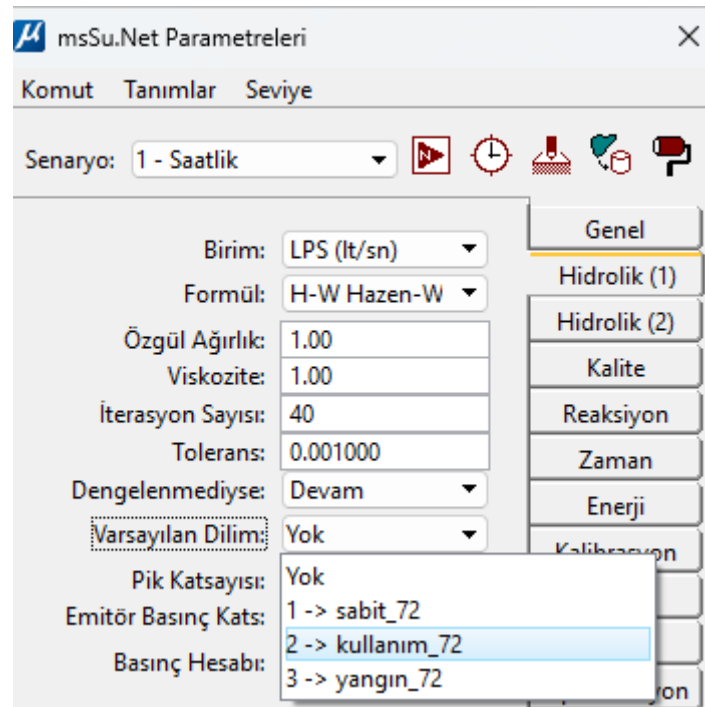 msSu.Net Parametreleri
Komut Tanımlar Seviye
Senaryo: 1 - Saatlik
Genel
Birim: LPS (lt/sn)
Hidrolik (1)
Formül: H-W Hazen-W
Hidrolik (2)
Özgül Ağırlık: 1.00
Viskozite: 1.00
Kalite
İterasyon Sayısı: 40
Reaksiyon
Tolerans: 0.001000
Zaman
Dengelenmediyse: Devam
Enerji
Varsayılan Dilim: Yok
Kalibrasyon
Pik Katsayısı: Yok
Emitör Basınç Kats: 1 -> sabit_72
2 -> kullanım_72
Basınç Hesabı: 3 -> yangın_72